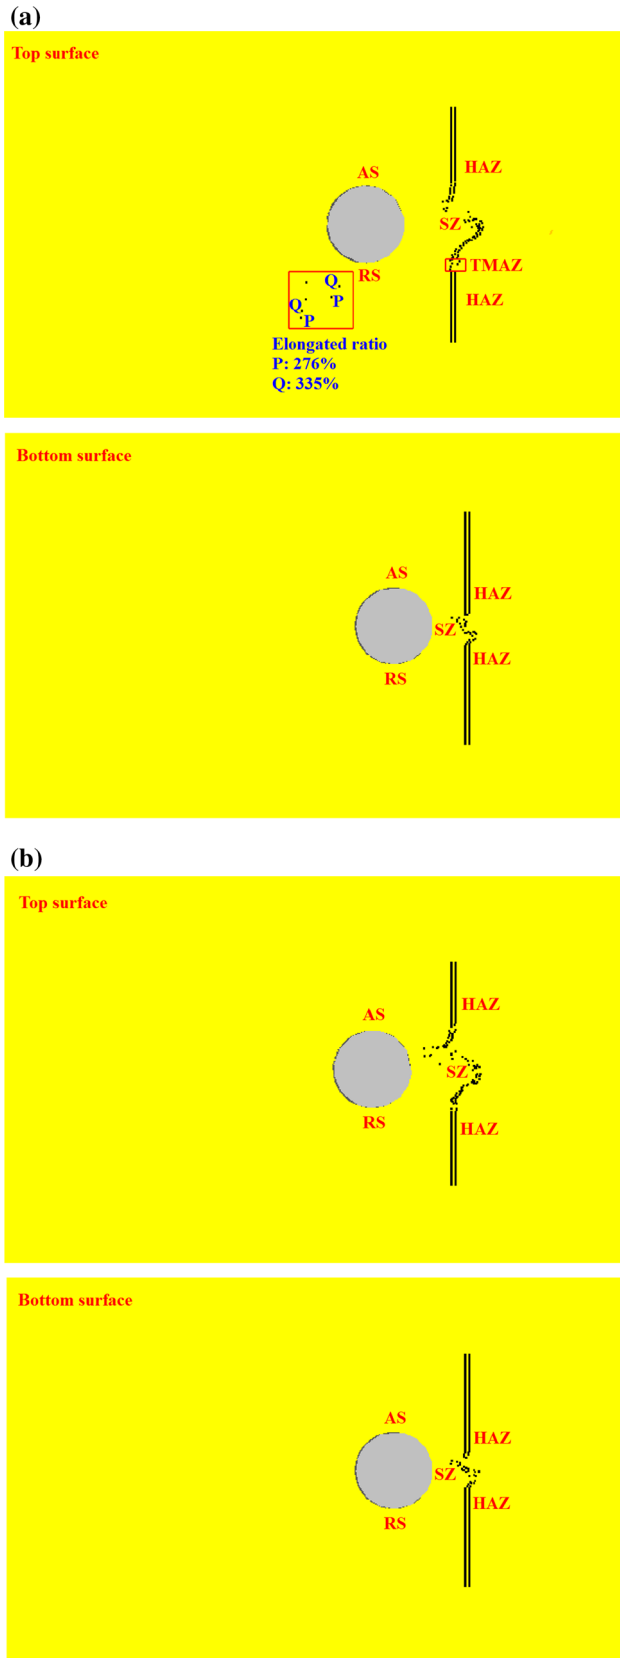 (a)
Top surface
HAZ
AS
SZ
TMAZ
RS
Q
P
HAZ
Q
P
Elongated ratio
P: 276%
Q: 335%
Bottom surface
AS
HAZ
SZ
HAZ
RS
(b)
Top surface
HAZ
AS
SZ
RS
HAZ
Bottom surface
AS
HAZ
SZ
HAZ
RS